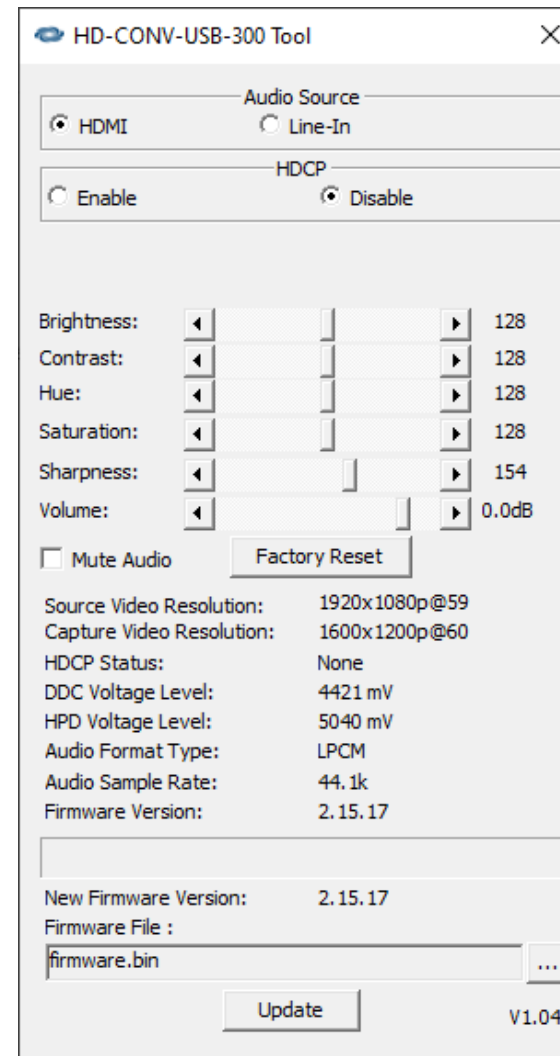 HD-CONV-USB-300 Tool
Audio Source
HDMI Line-In
HDCP
Enable Disable
Brightness: 128
Contrast: 128
Hue: 128
Saturation: 128
Sharpness: 154
Volume: 0.0dB
Mute Audio Factory Reset
Source Video Resolution: 1920x1080p@59
Capture Video Resolution: 1600x1200p@60
HDCP Status: None
DDC Voltage Level: 4421 mV
HPD Voltage Level: 5040 mV
Audio Format Type: LPCM
Audio Sample Rate: 44.1k
Firmware Version: 2.15.17
New Firmware Version: 2.15.17
Firmware File :
firmware.bin ...
Update V1.04